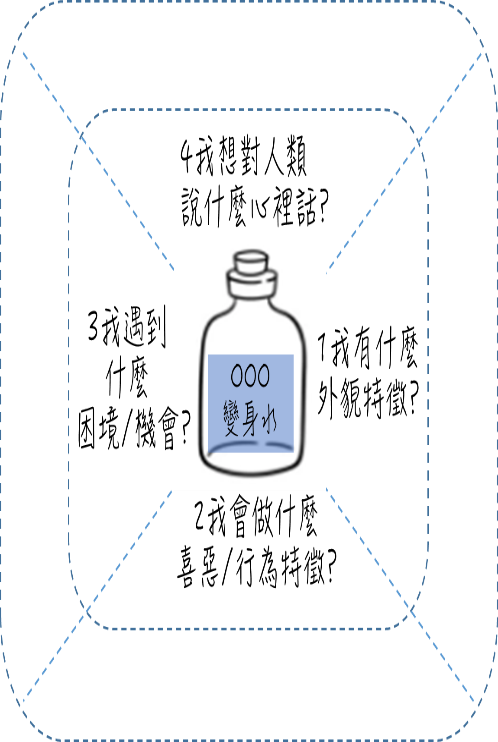 4我想對人類
說什麼心裡話?
3我遇到
什麼
困境/機會?
OOO
變身水
1我有什麼
外貌特徵?
2我會做什麼
喜惡/行為特徵?